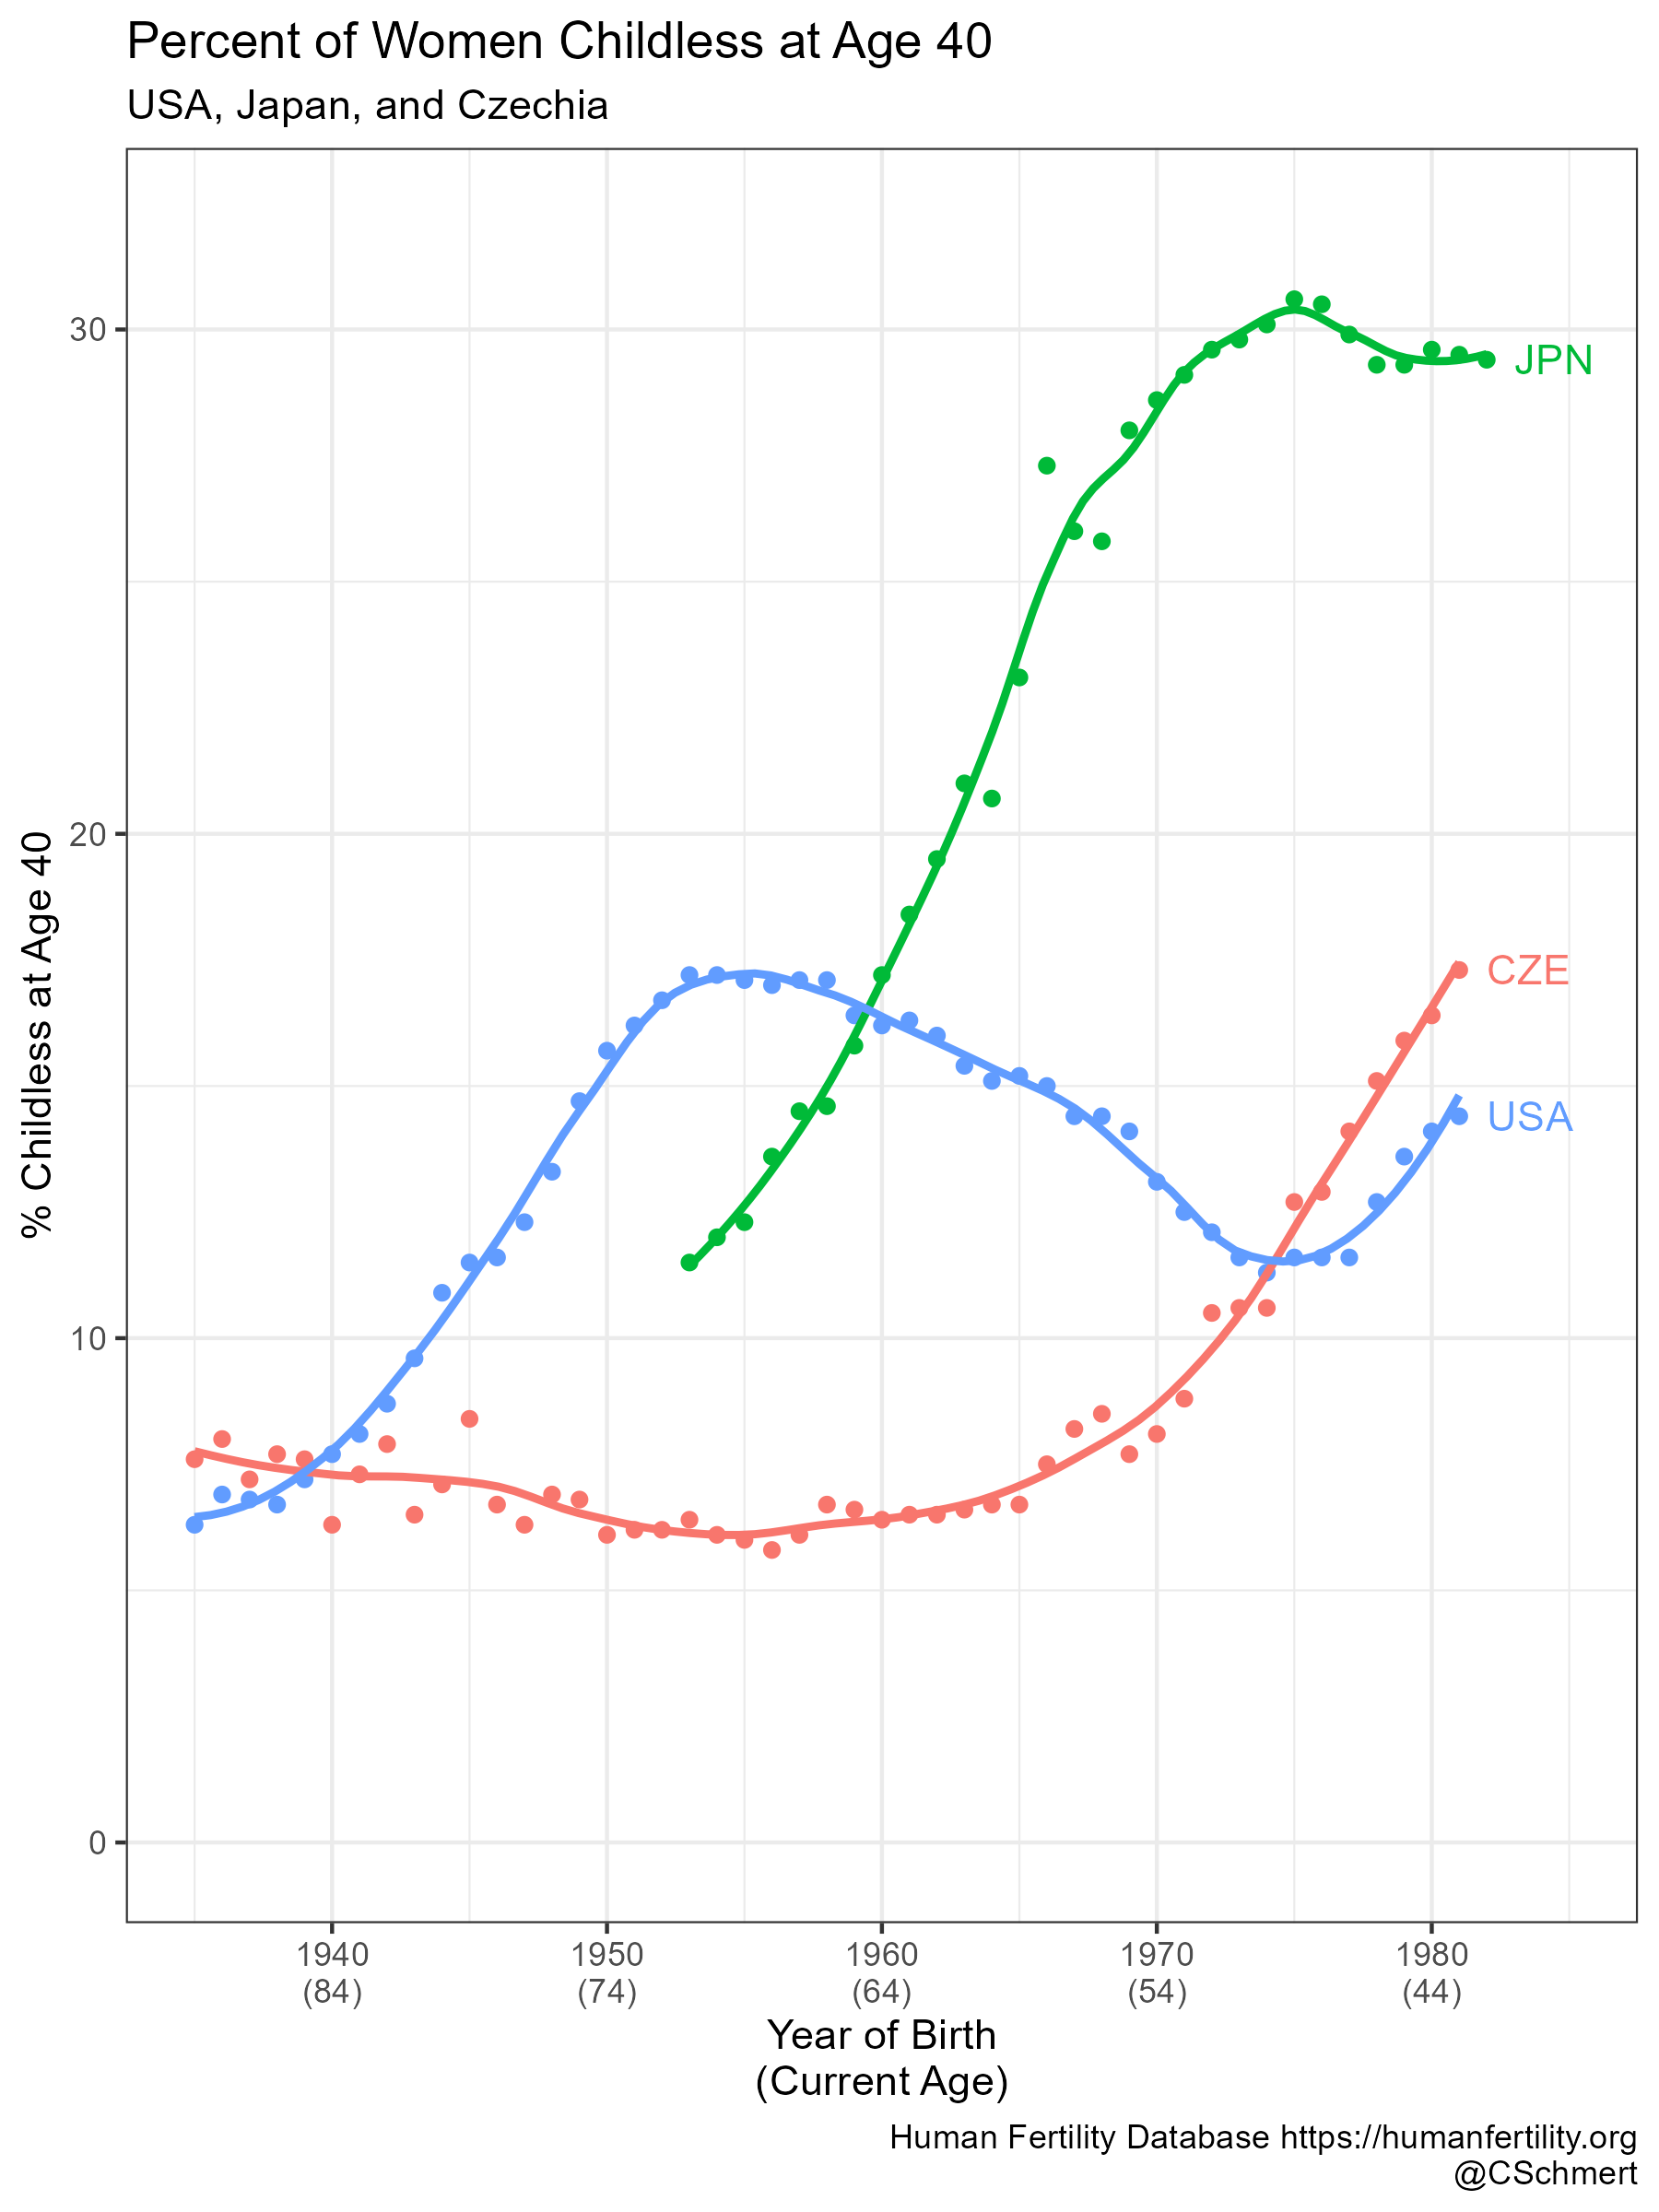 Percent of Women Childless at Age 40
USA, Japan, and Czechia
% Childless at Age 40
30
20
10
0
JPN
CZE
USA
1940
(84)
1950
(74)
1960
(64)
1970
(54)
1980
(44)
Year of Birth
(Current Age)
Human Fertility Database https://humanfertility.org
@CSchmert